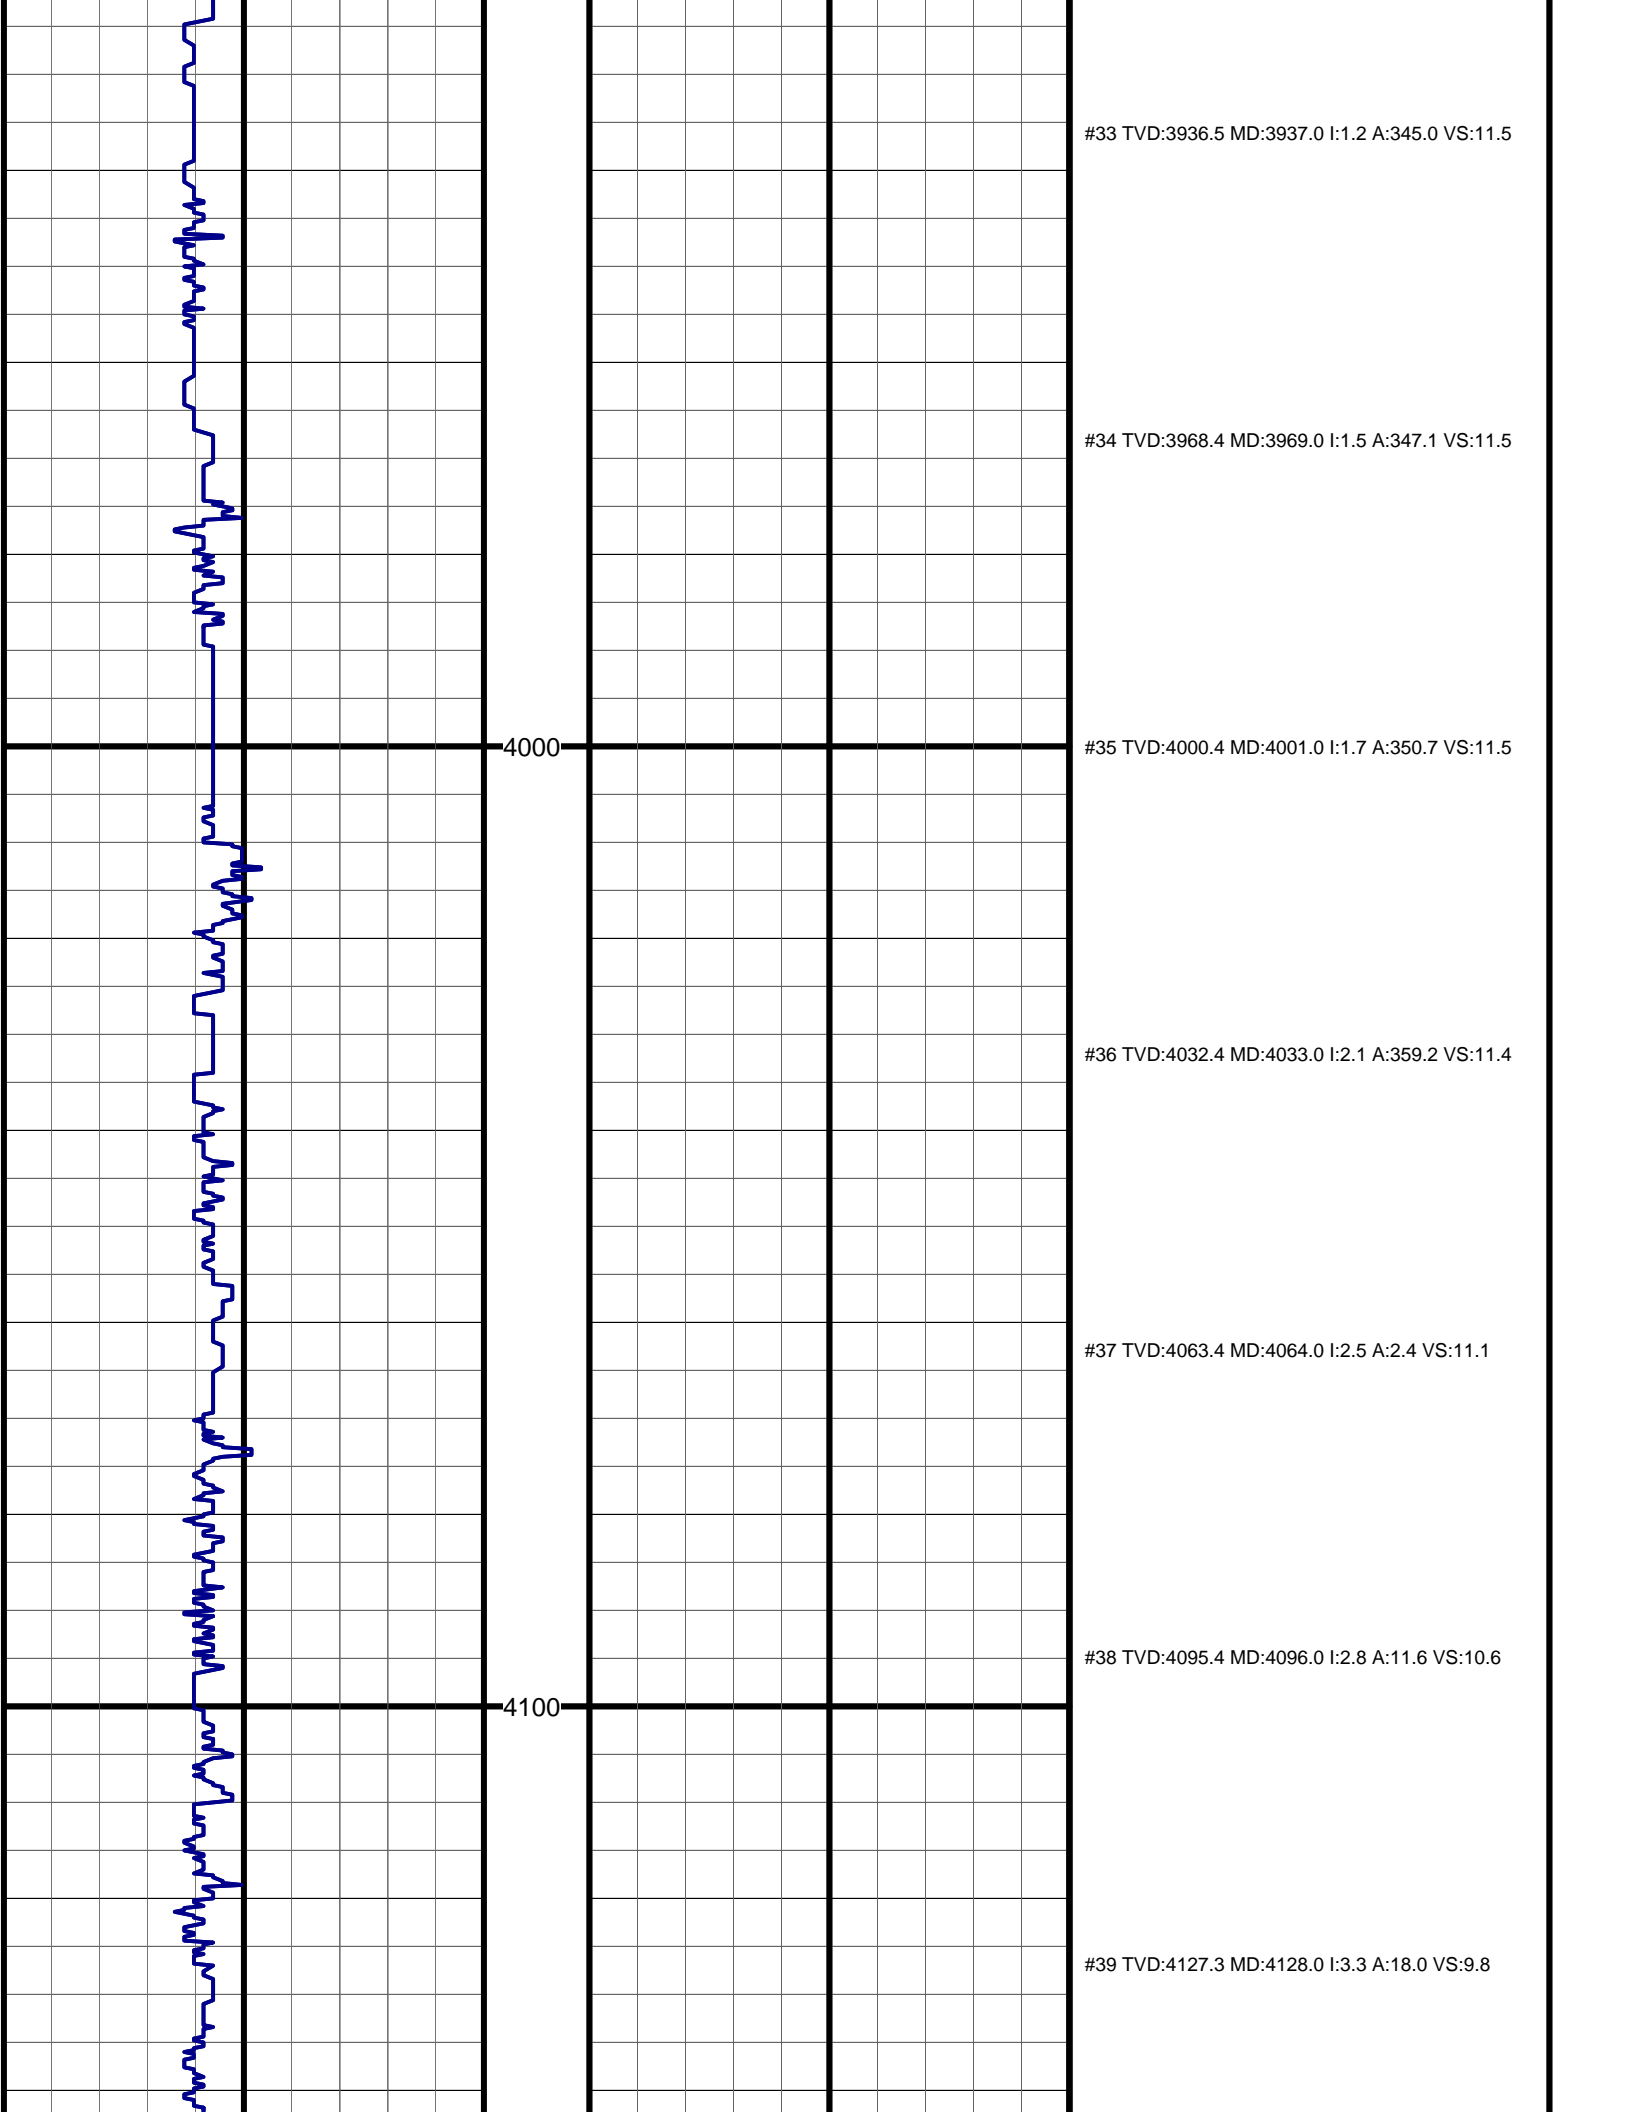 #33 TVD:3936.5 MD:3937.0 I:1.2 A:345.0 VS:11.5
#34 TVD:3968.4 MD:3969.0 I:1.5 A:347.1 VS:11.5
4000
#35 TVD:4000.4 MD:4001.0 I:1.7 A:350.7 VS:11.5
#36 TVD:4032.4 MD:4033.0 I:2.1 A:359.2 VS:11.4
#37 TVD:4063.4 MD:4064.0 I:2.5 A:2.4 VS:11.1
#38 TVD:4095.4 MD:4096.0 I:2.8 A:11.6 VS:10.6
4100
#39 TVD:4127.3 MD:4128.0 I:3.3 A:18.0 VS:9.8